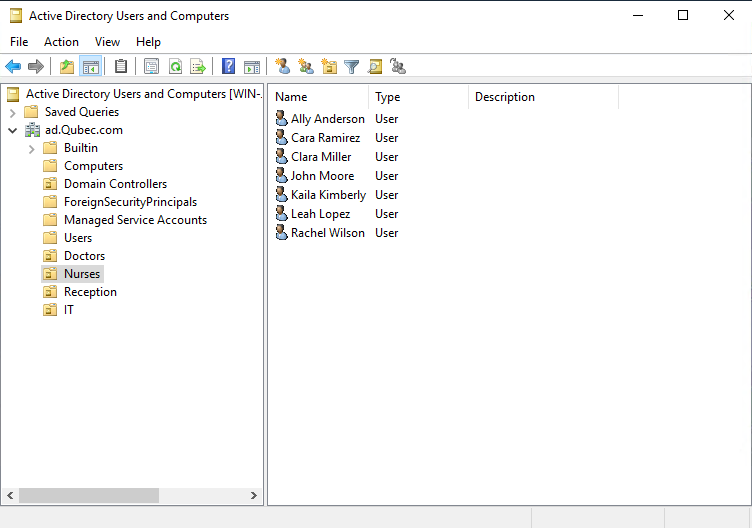 Active Directory Users and Computers
File Action View Help
Active Directory Users and Computers [WIN-
Saved Queries
ad.Qubec.com
Builtin
Computers
Domain Controllers
ForeignSecurityPrincipals
Managed Service Accounts
Users
Doctors
Nurses
Reception
IT
Name Type Description
Ally Anderson User
Cara Ramirez User
Clara Miller User
John Moore User
Kaila Kimberly User
Leah Lopez User
Rachel Wilson User